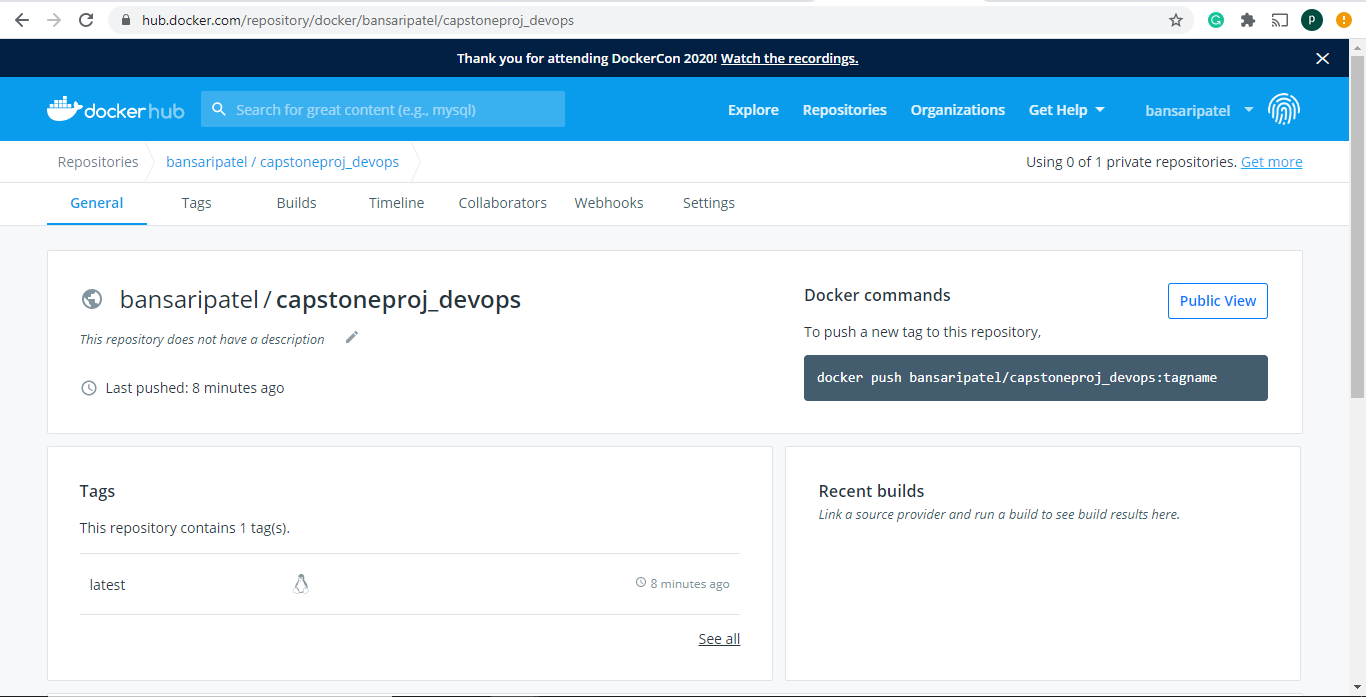 hub.docker.com/repository/docker/bansaripatel/capstoneproj_devops
G
P
Thank you for attending DockerCon 2020! Watch the recordings.
dockerhub
Search for great content (e.g., mysql)
Explore
Repositories
Organizations
Get Help
bansaripatel
Repositories
bansaripatel / capstoneproj_devops
Using 0 of 1 private repositories. Get more
General
Tags
Builds
Timeline
Collaborators
Webhooks
Settings
bansaripatel / capstoneproj_devops
This repository does not have a description
Last pushed: 8 minutes ago
Docker commands
Public View
To push a new tag to this repository,
docker push bansaripatel/capstoneproj_devops:tagname
Tags
This repository contains 1 tag(s).
latest
8 minutes ago
See all
Recent builds
Link a source provider and run a build to see build results here.